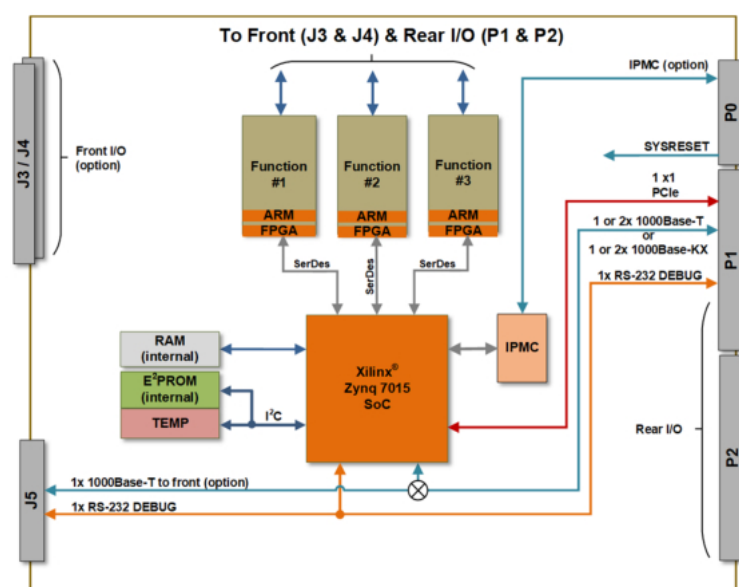 To Front (J3 & J4) & Rear I/O (P1 & P2)
IPMC (option)
P0
J3 / J4
Front I/O
(option)
SYSRESET
Function
#1
Function
#2
Function
#3
1 x1
PCIe
ARM
FPGA
ARM
FPGA
ARM
FPGA
1 or 2x 1000Base-T
or
1 or 2x 1000Base-KX
P1
SerDes
SerDes
SerDes
1x RS-232 DEBUG
RAM
(internal)
Xilinx®
Zynq 7015
SoC
IPMC
E²PROM
(internal)
TEMP
I²C
Rear I/O
P2
J5
1x 1000Base-T to front (option)
1x RS-232 DEBUG